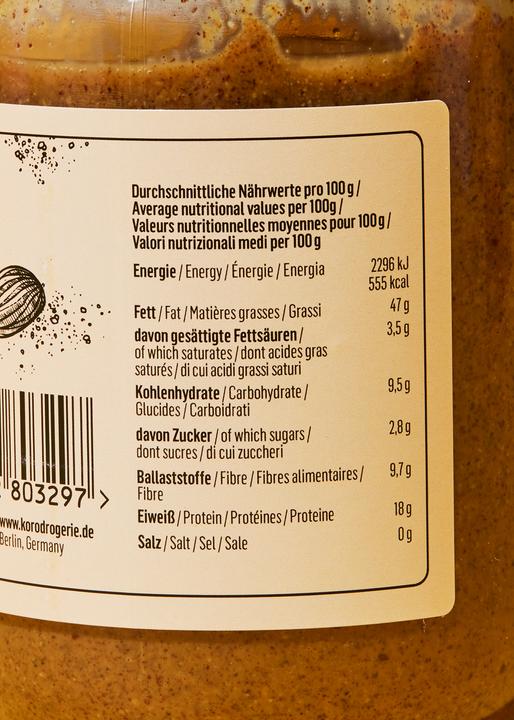 Durchschnittliche Nährwerte pro 100 g /
Average nutritional values per 100g /
Valeurs nutritionnelles moyennes pour 100 g /
Valori nutrizionali medi per 100 g
Energie / Energy / Énergie / Energia 2296 kJ
555 kcal
Fett / Fat / Matières grasses / Grassi 47 g
davon gesättigte Fettsäuren / 3,5 g
of which saturates / dont acides gras
saturés / di cui acidi grassi saturi
Kohlenhydrate / Carbohydrate / 9,5 g
Glucides / Carboidrati
davon Zucker / of which sugars / 2,8 g
dont sucres / di cui zuccheri
Ballaststoffe / Fibre / Fibres alimentaires / 9,7 g
Fibre
Eiweiß / Protein / Protéines / Proteine 18 g
Salz / Salt / Sel / Sale 0 g
803297 >
www.korodrogerie.de
Berlin, Germany